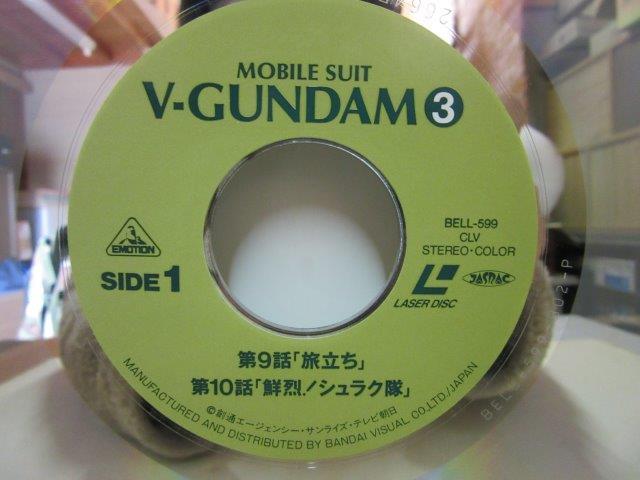 MOBILE SUIT
V-GUNDAM 3
EMOTION
SIDE 1
BELL-599
CLV
STEREO・COLOR
LASER DISC
JASRAC
第9話「旅立ち」
第10話「鮮烈!シュラク隊」
©創通エージェンシー・サンライズ・テレビ朝日
MANUFACTURED AND DISTRIBUTED BY BANDAI VISUAL CO.,LTD./JAPAN